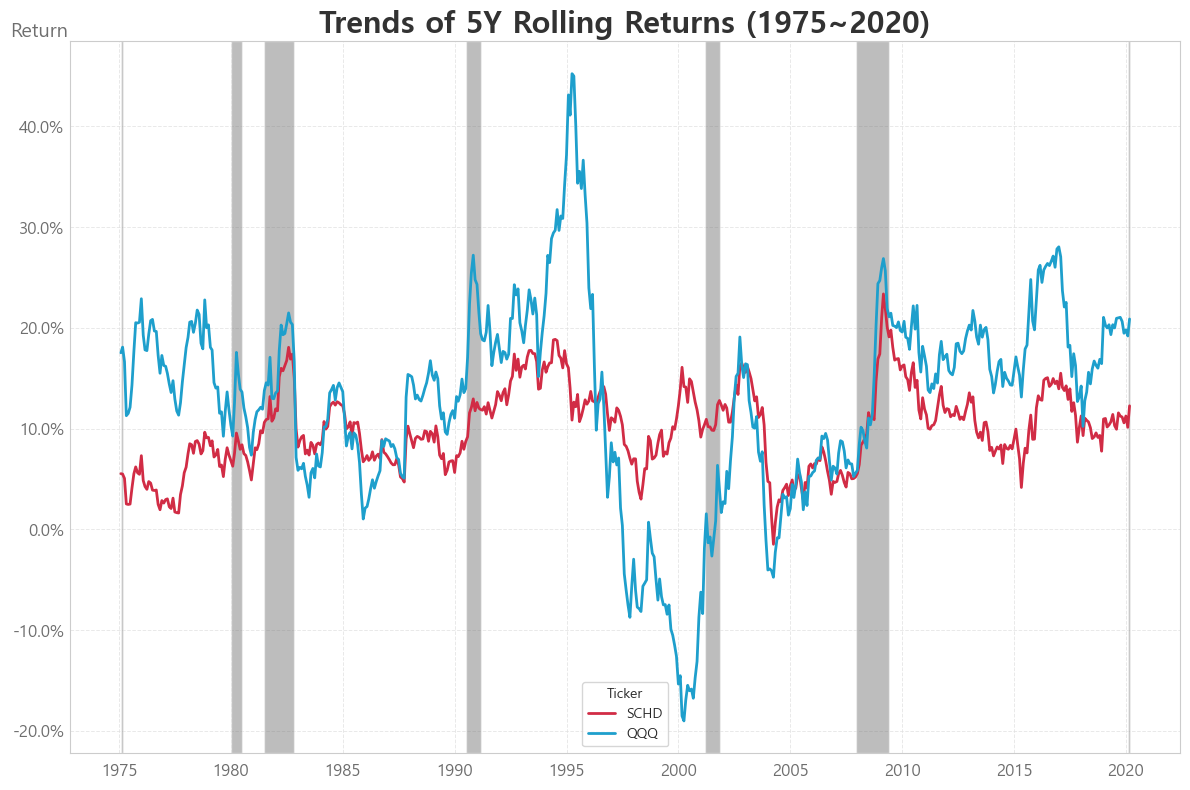 Trends of 5Y Rolling Returns (1975~2020)
Return
40.0%
30.0%
20.0%
10.0%
0.0%
-10.0%
-20.0%
Ticker
SCHD
QQQ
1975 1980 1985 1990 1995 2000 2005 2010 2015 2020